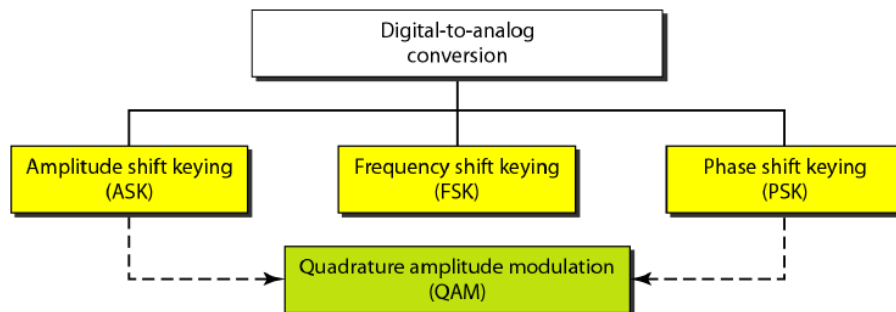 Digital-to-analog
conversion
Amplitude shift keying
(ASK)
Frequency shift keying
(FSK)
Phase shift keying
(PSK)
Quadrature amplitude modulation
(QAM)